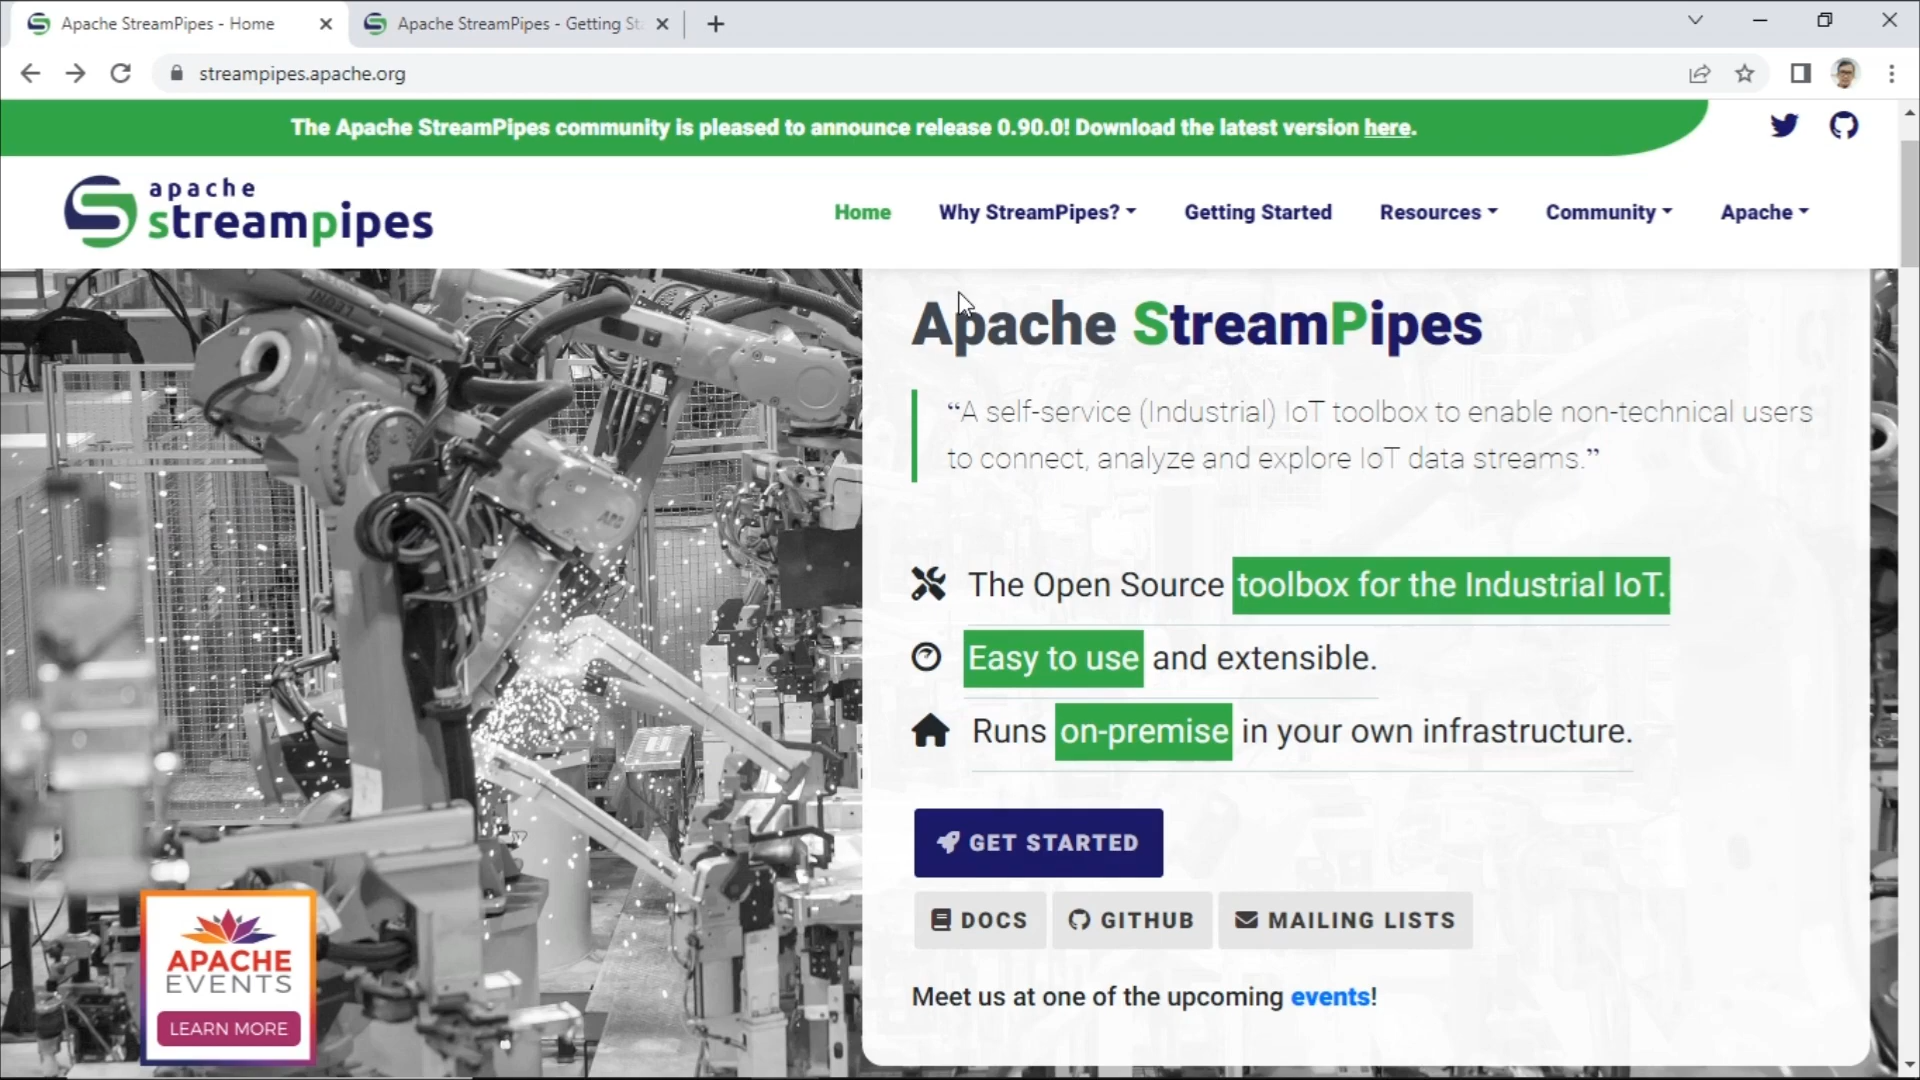 Apache StreamPipes - Home
Apache StreamPipes - Getting St
streampipes.apache.org
The Apache StreamPipes community is pleased to announce release 0.90.0! Download the latest version here.
apache
streampipes
Home
Why StreamPipes?
Getting Started
Resources
Community
Apache
Apache StreamPipes
“A self-service (Industrial) IoT toolbox to enable non-technical users
to connect, analyze and explore IoT data streams.”
The Open Source toolbox for the Industrial IoT.
Easy to use and extensible.
Runs on-premise in your own infrastructure.
GET STARTED
DOCS
GITHUB
MAILING LISTS
Meet us at one of the upcoming events!
APACHE
EVENTS
LEARN MORE
ABB